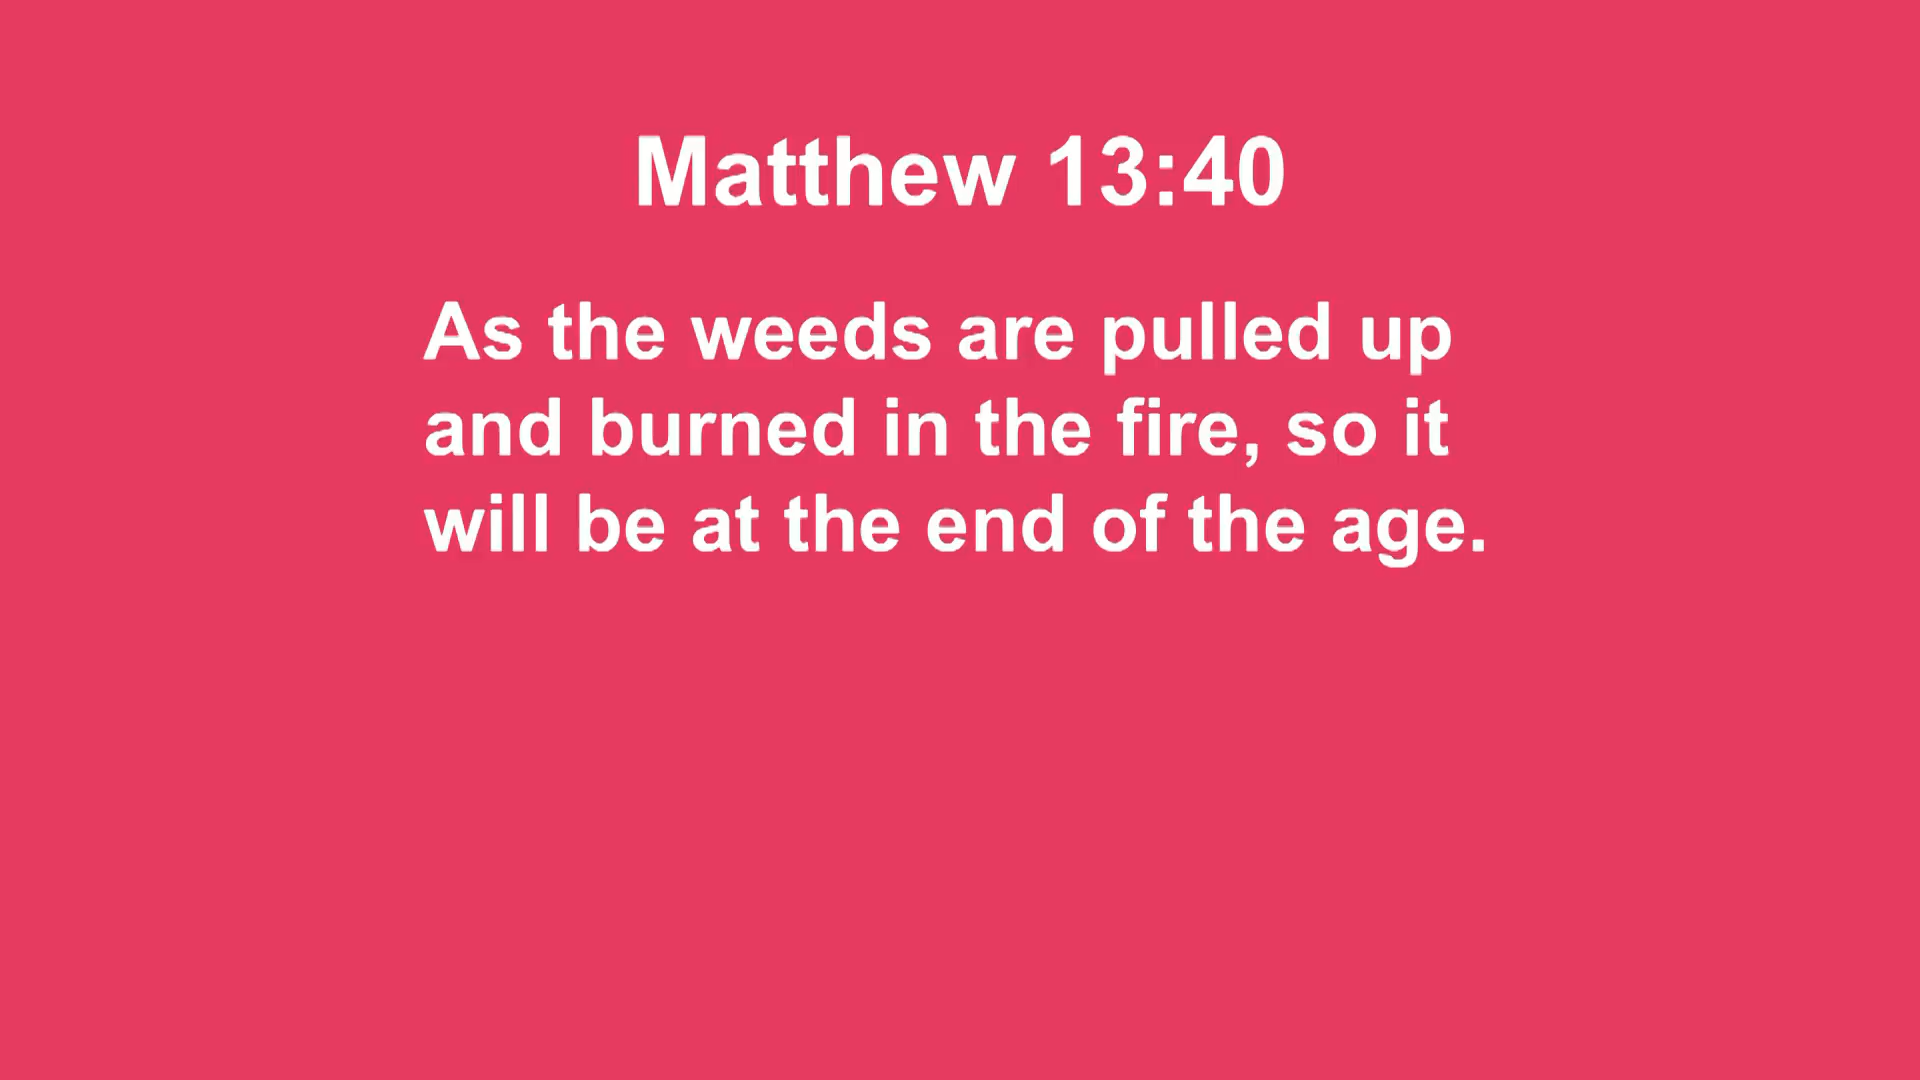 Matthew 13:40
As the weeds are pulled up
and burned in the fire, so it
will be at the end of the age.